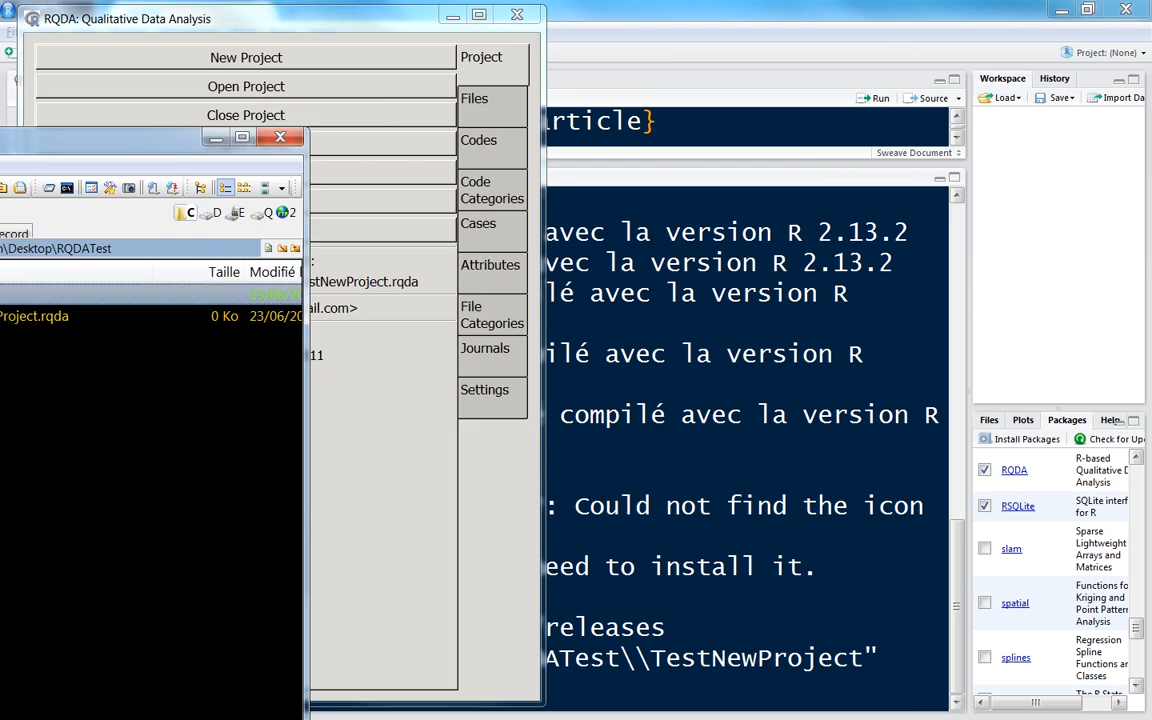 RQDA: Qualitative Data Analysis
New Project
Open Project
Close Project
Project
Files
Codes
Code
Categories
Cases
Attributes
File
Categories
Journals
Settings
:
stNewProject.rqda
ail.com>
11
C
D
E
Q
2
ecord
\Desktop\RQDATest
Taille
Modifié
23/06/20
Project.rqda
0 Ko
23/06/20
Project: (None)
Run
Source
rticle}
Sweave Document
avec la version R 2.13.2
vec la version R 2.13.2
lé avec la version R
ilé avec la version R
compilé avec la version R
: Could not find the icon
eed to install it.
releases
ATest\\TestNewProject"
Workspace
History
Load
Save
Import Da
Files
Plots
Packages
Help
Install Packages
Check for Up
RQDA
R-based
Qualitative D
Analysis
RSQLite
SQLite interf
for R
slam
Sparse
Lightweight
Arrays and
Matrices
spatial
Functions fo
Kriging and
Point Pattern
Analysis
splines
Regression
Spline
Functions an
Classes